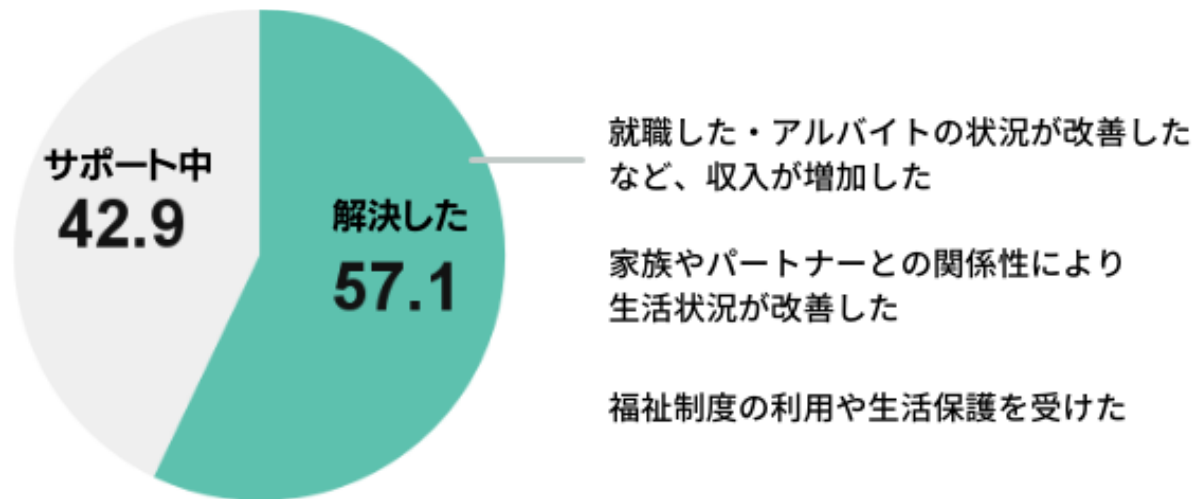 サポート中
42.9
解決した
57.1
就職した・アルバイトの状況が改善した
など、収入が増加した
家族やパートナーとの関係性により
生活状況が改善した
福祉制度の利用や生活保護を受けた